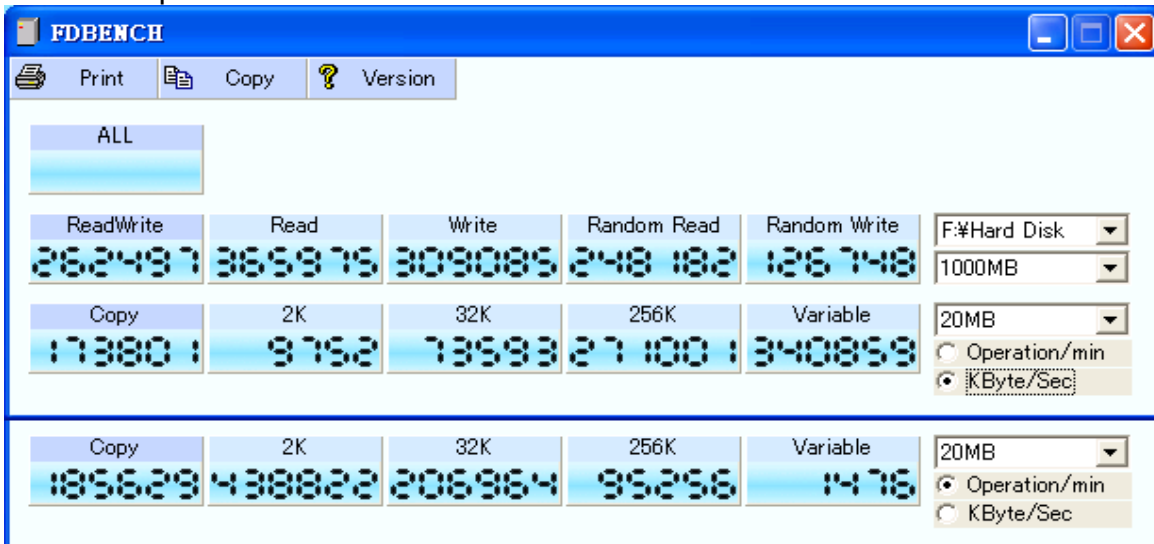 FDBENCH
Print Copy Version
ALL
ReadWrite Read Write Random Read Random Write F:¥Hard Disk
262497 365975 309085 248182 126748 1000MB
Copy 2K 32K 256K Variable 20MB
173801 9752 73593 271001 340859 Operation/min
KByte/Sec
Copy 2K 32K 256K Variable 20MB
185629 438822 206964 95256 1476 Operation/min
KByte/Sec